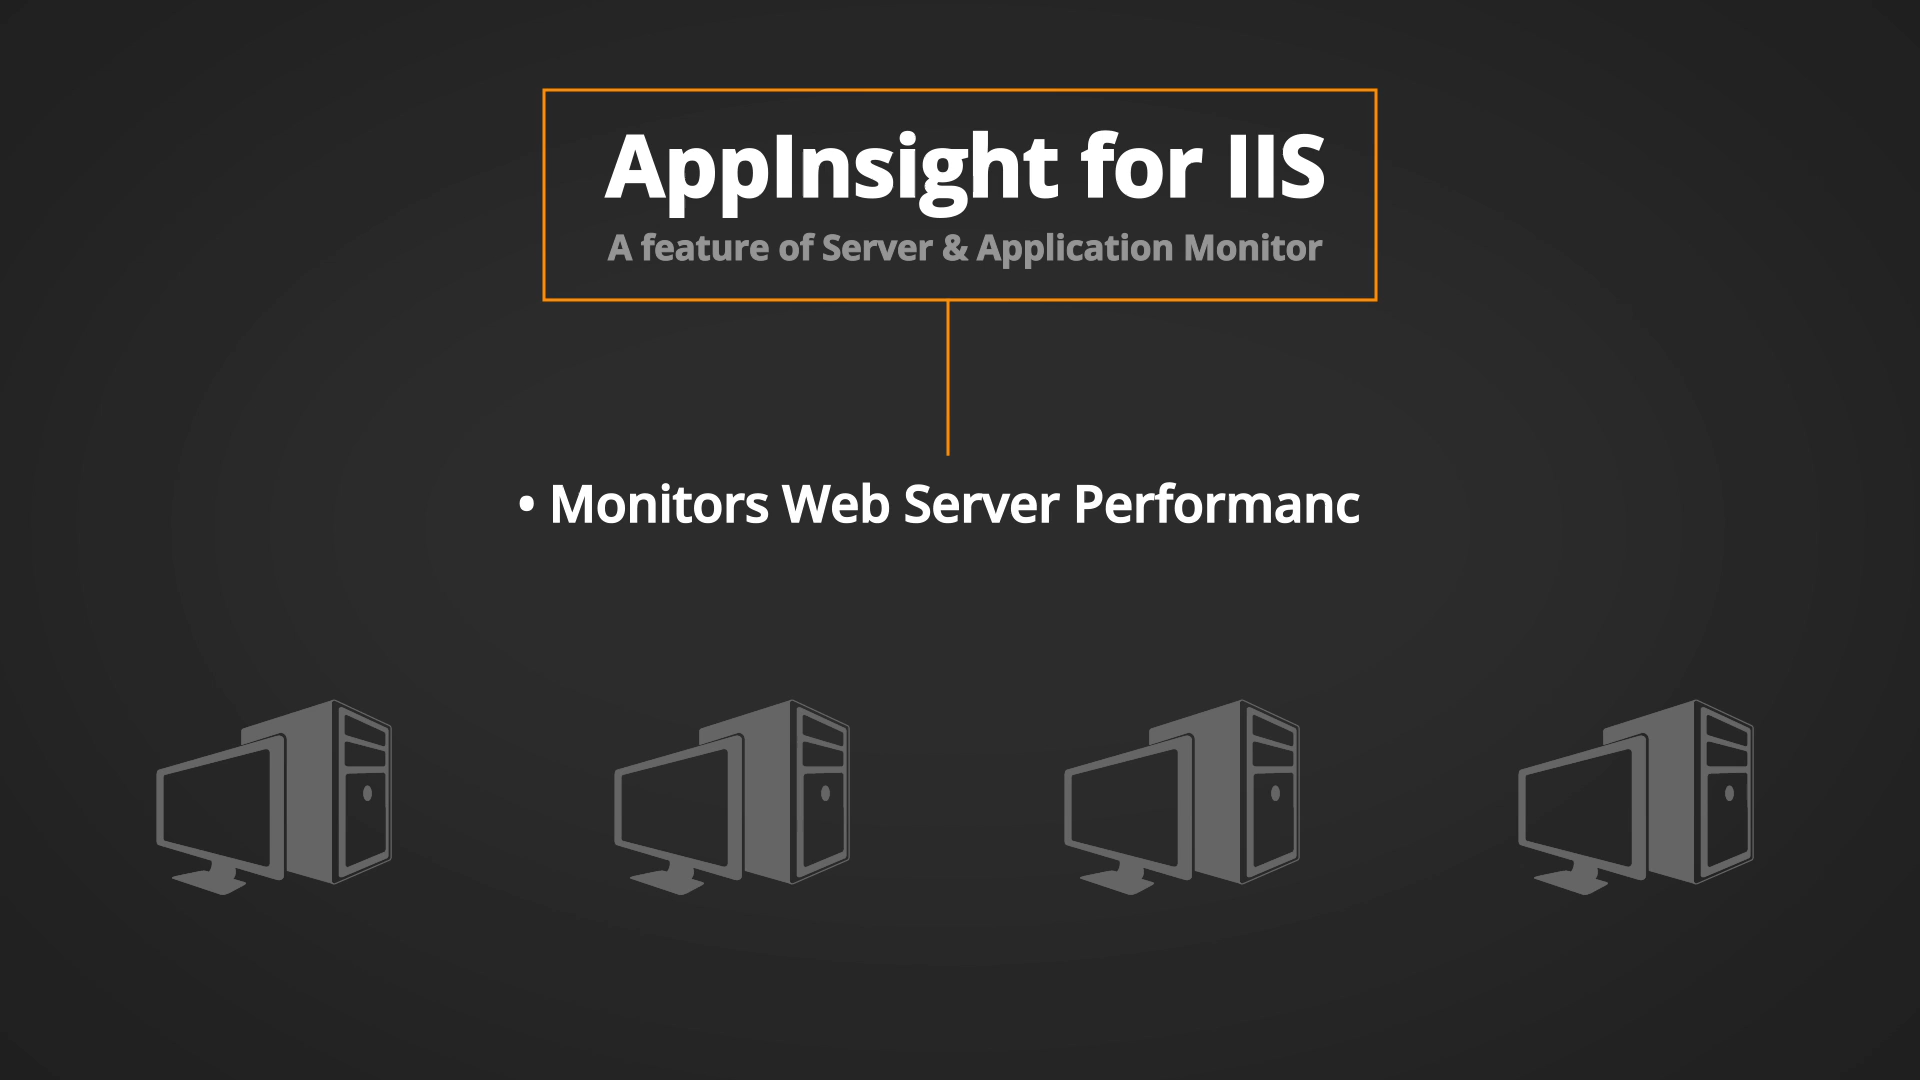 AppInsight for IIS
A feature of Server & Application Monitor
• Monitors Web Server Performanc